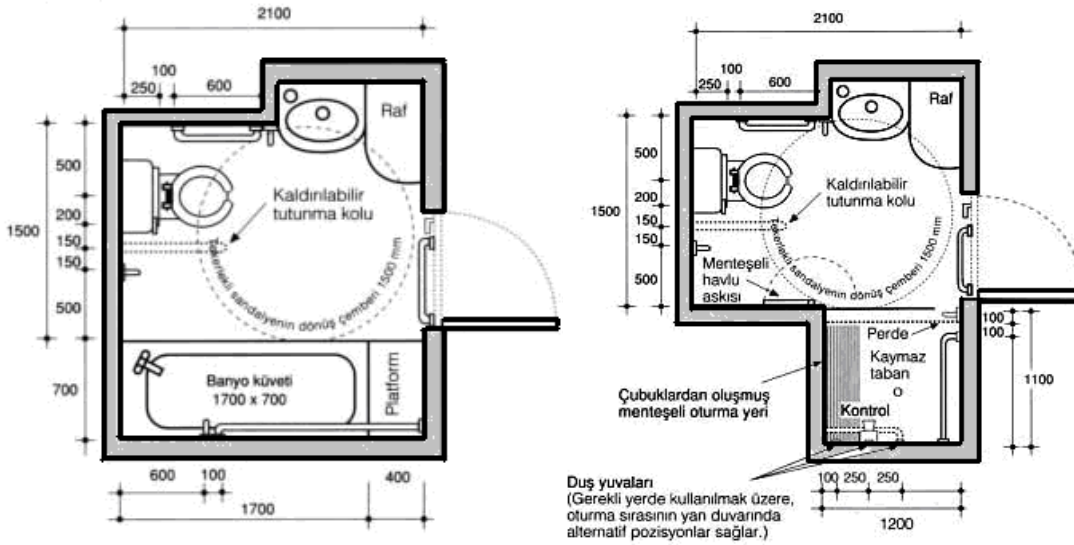 2100
100
250
600
Raf
500
200
150
150
500
1500
700
Kaldırılabilir
tutunma kolu
Tekerlekli sandalyenin dönüş çemberi 1500 mm
Banyo küveti
1700 x 700
Platform
600
100
400
1700
2100
100
250
600
Raf
500
200
150
150
500
1500
Kaldırılabilir
tutunma kolu
Tekerlekli sandalyenin dönüş çemberi 1500 mm
Menteşeli
havlu
askısı
Perde
Kaymaz
taban
100
100
1100
Çubuklardan oluşmuş
menteşeli oturma yeri
Kontrol
Duş yuvaları
(Gerekli yerde kullanılmak üzere,
oturma sırasının yan duvarında
alternatif pozisyonlar sağlar.)
100
250
250
1200